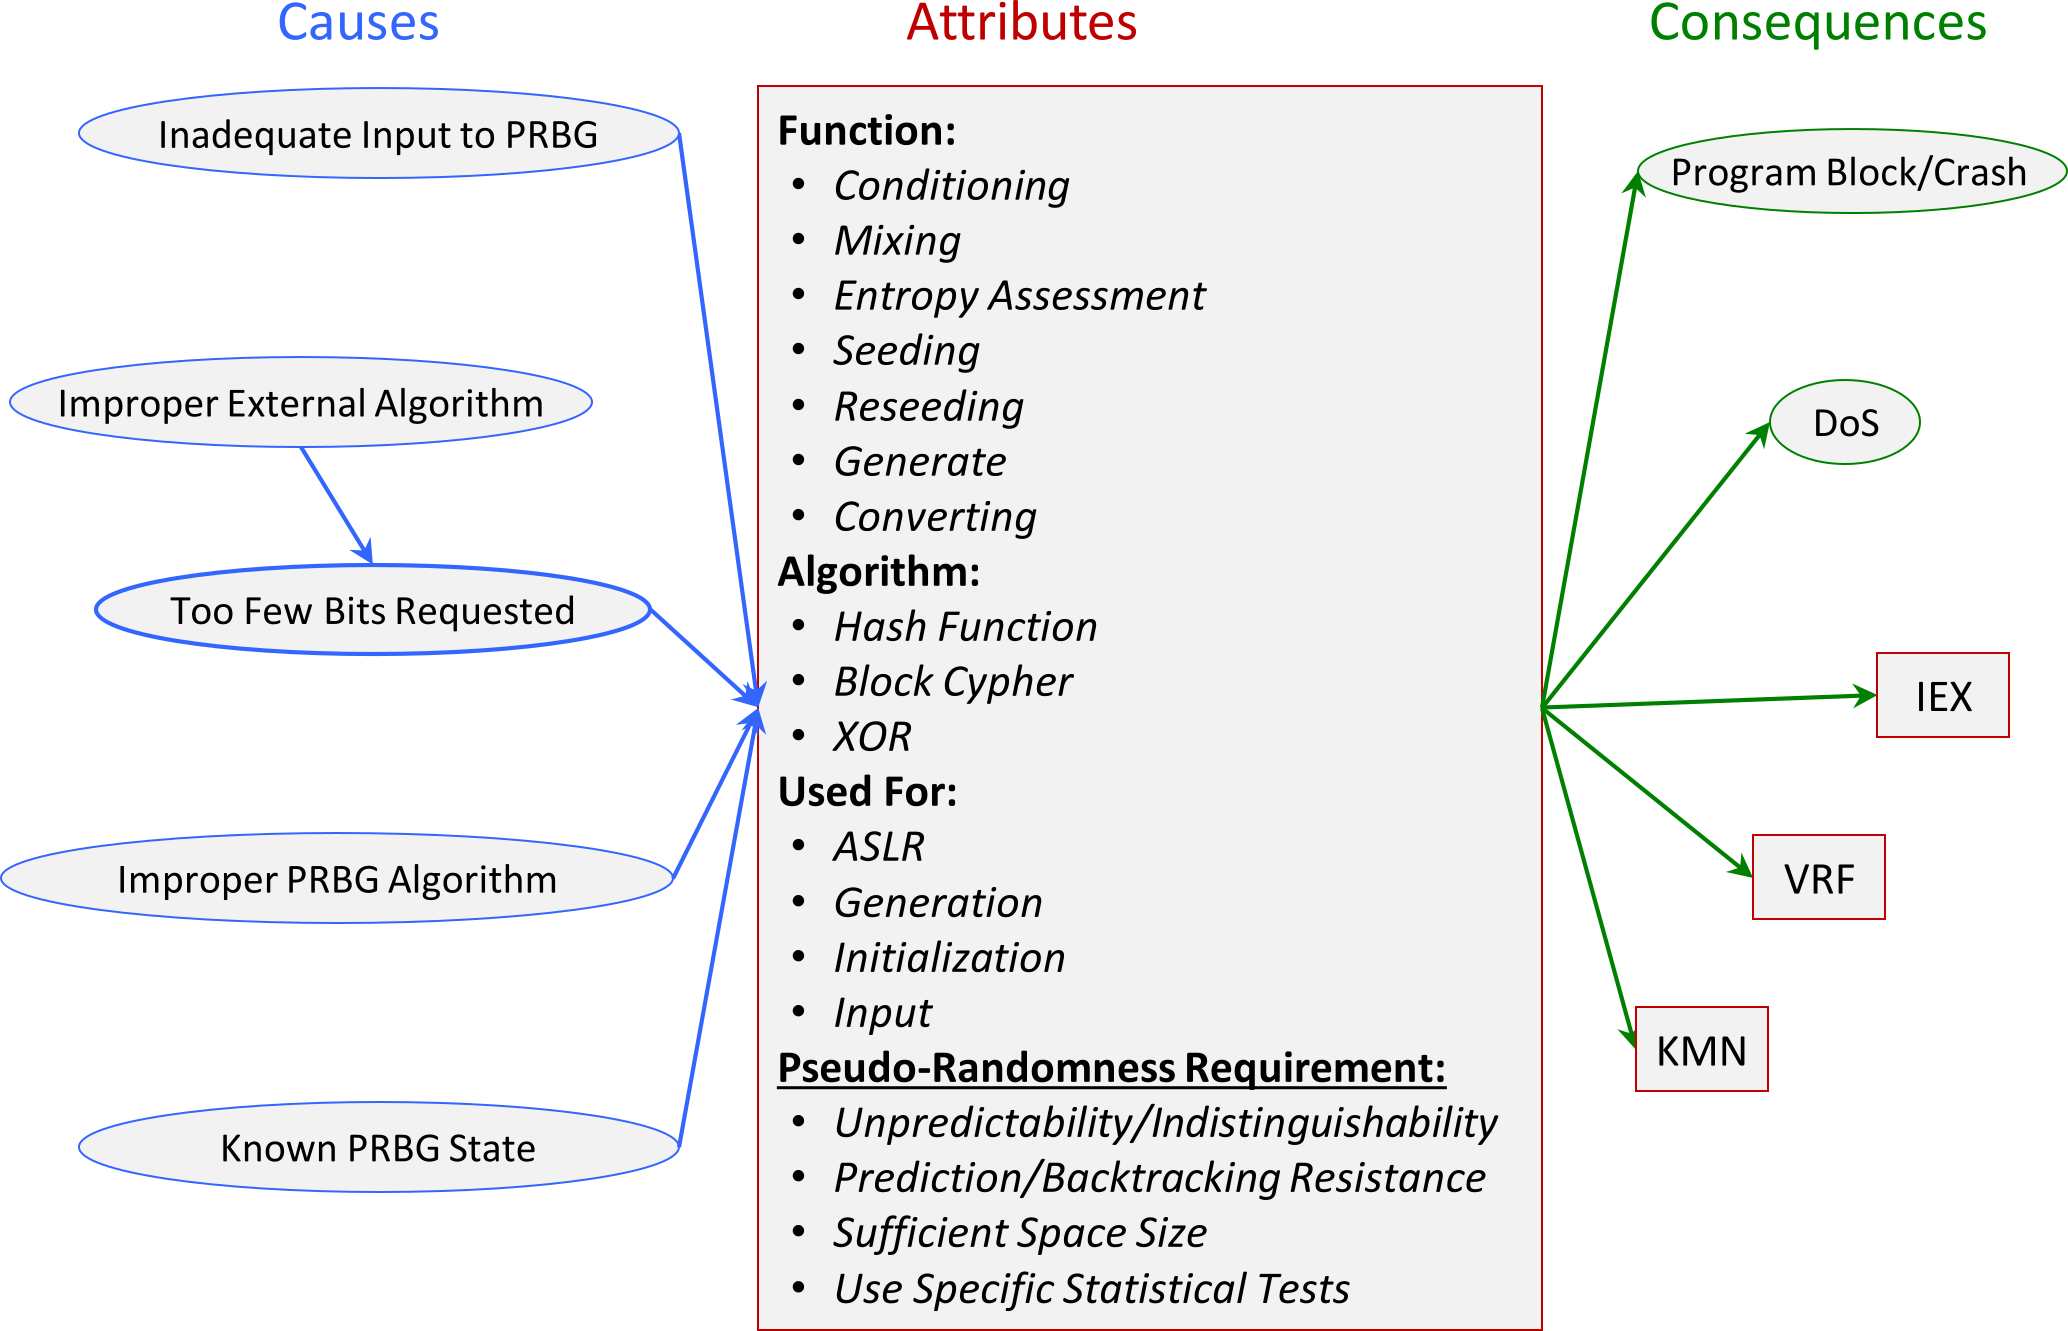 Causes
Attributes
Consequences
Inadequate Input to PRBG
Improper External Algorithm
Too Few Bits Requested
Improper PRBG Algorithm
Known PRBG State
Function:
• Conditioning
• Mixing
• Entropy Assessment
• Seeding
• Reseeding
• Generate
• Converting
Algorithm:
• Hash Function
• Block Cypher
• XOR
Used For:
• ASLR
• Generation
• Initialization
• Input
Pseudo-Randomness Requirement:
• Unpredictability/Indistinguishability
• Prediction/Backtracking Resistance
• Sufficient Space Size
• Use Specific Statistical Tests
Program Block/Crash
DoS
IEX
VRF
KMN